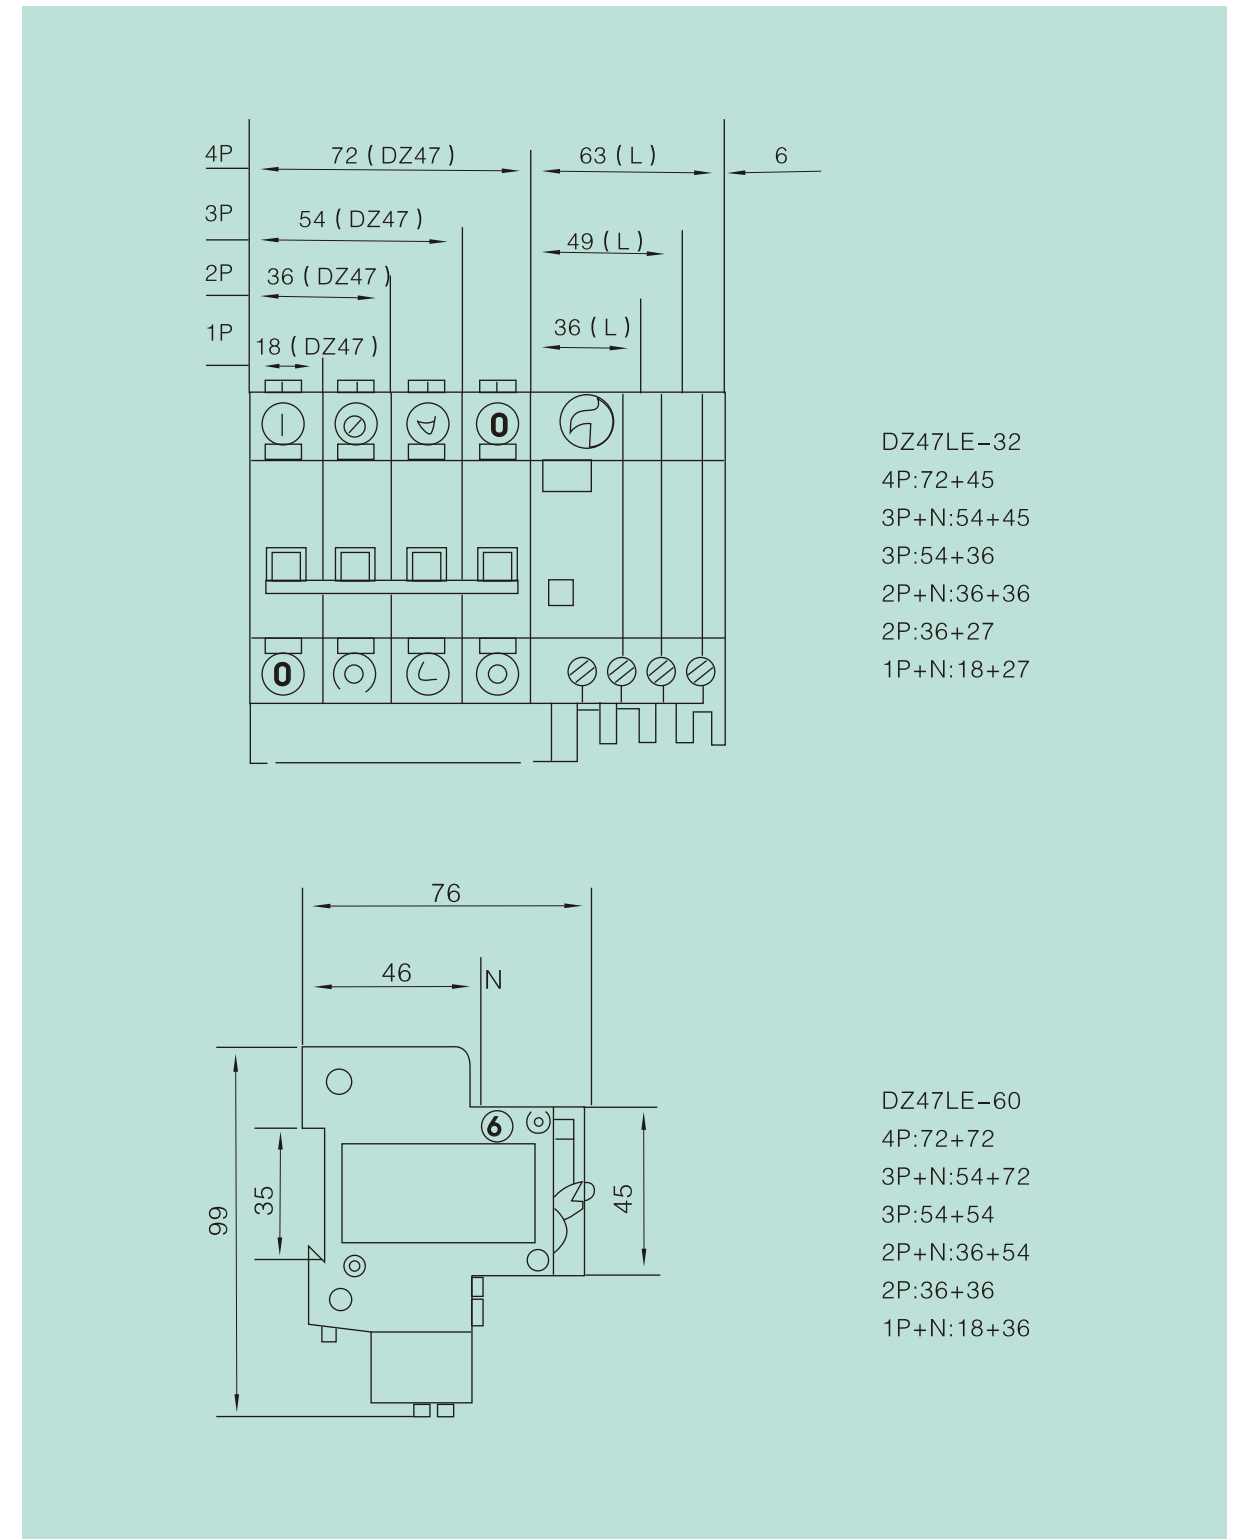 4P 72 ( DZ47 ) 63 ( L ) 6
3P 54 ( DZ47 ) 49 ( L )
2P 36 ( DZ47 )
1P 18 ( DZ47 ) 36 ( L )
0
0
DZ47LE-32
4P:72+45
3P+N:54+45
3P:54+36
2P+N:36+36
2P:36+27
1P+N:18+27
76
46 N
6
99
35
45
DZ47LE-60
4P:72+72
3P+N:54+72
3P:54+54
2P+N:36+54
2P:36+36
1P+N:18+36